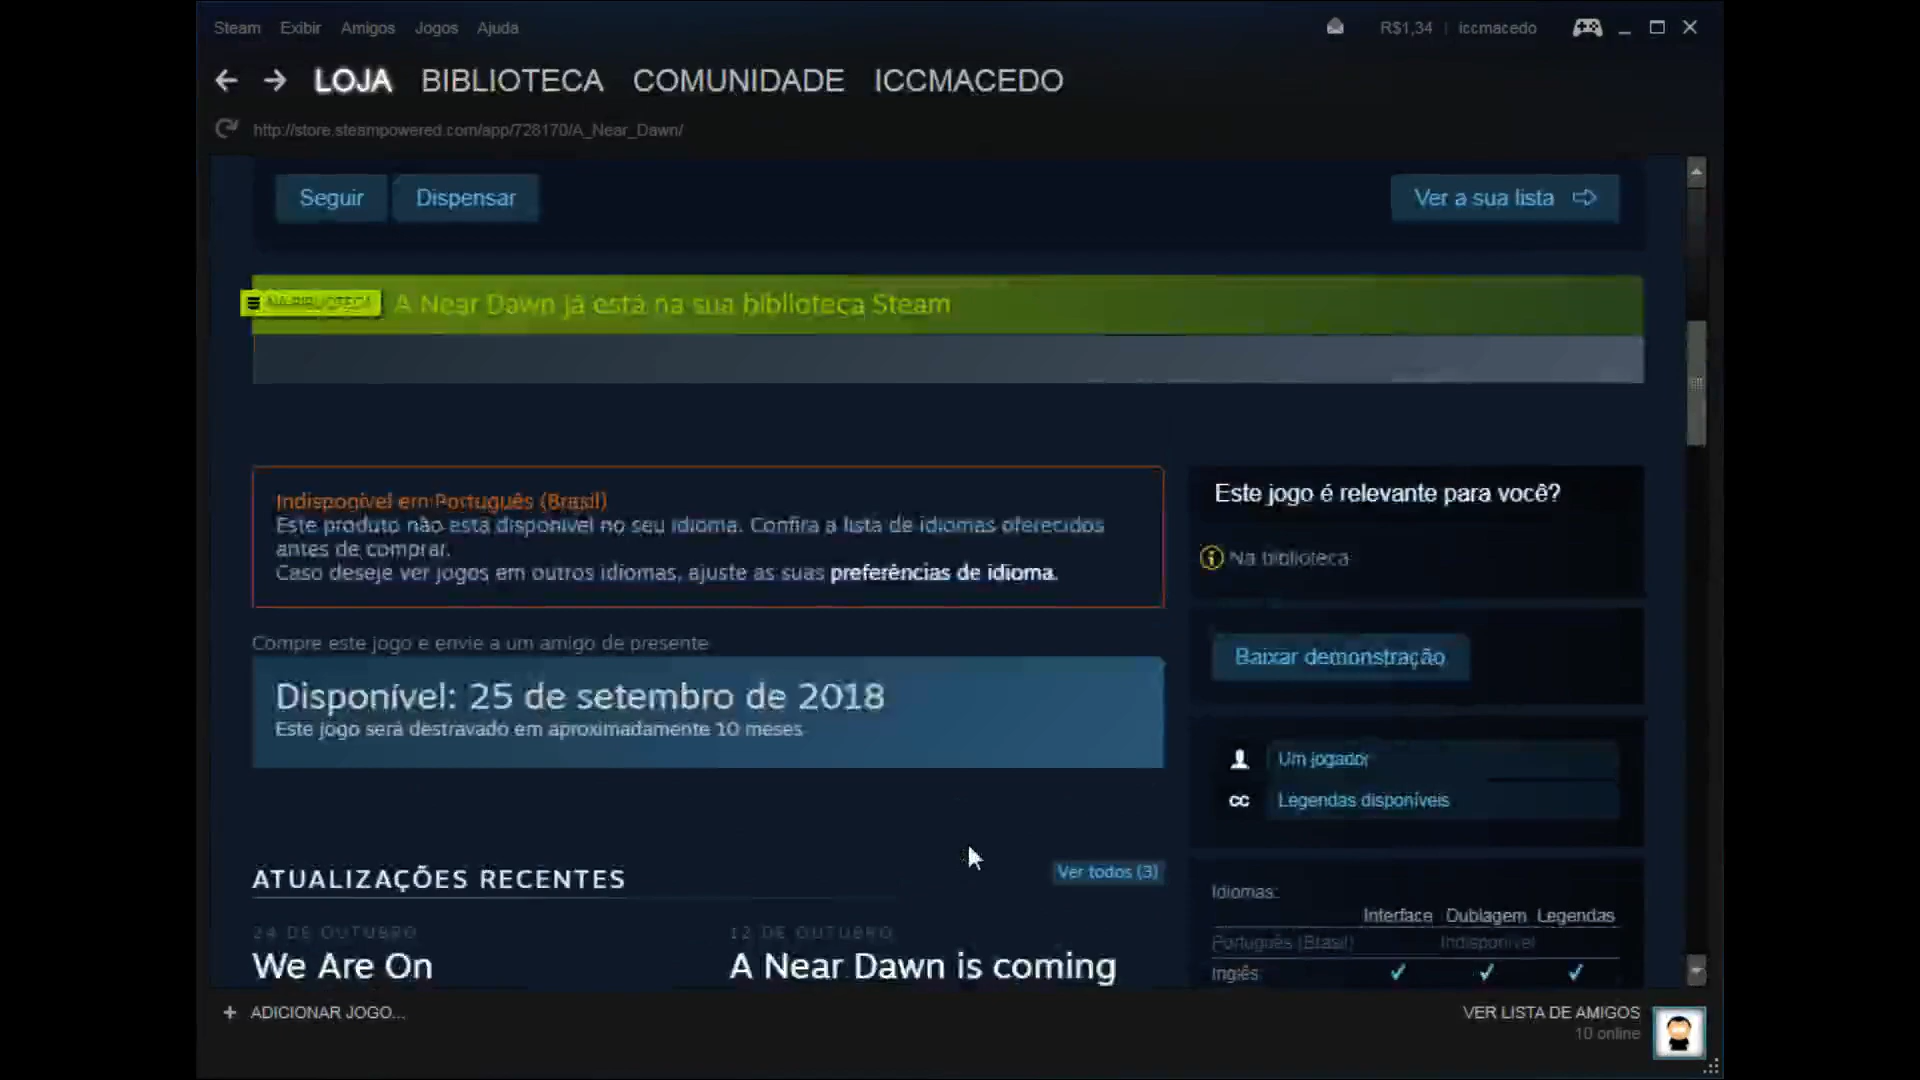 Steam Exibir Amigos Jogos Ajuda R$1,34 | iccmacedo
LOJA BIBLIOTECA COMUNIDADE ICCMACEDO
http://store.steampowered.com/app/728170/A_Near_Dawn/
Seguir Dispensar Ver a sua lista
NA BIBLIOTECA A Near Dawn já está na sua biblioteca Steam
Indisponível em Português (Brasil)
Este produto não está disponível no seu idioma. Confira a lista de idiomas oferecidos
antes de comprar.
Caso deseje ver jogos em outros idiomas, ajuste as suas preferências de idioma.
Este jogo é relevante para você?
Na biblioteca
Compre este jogo e envie a um amigo de presente
Disponível: 25 de setembro de 2018
Este jogo será destravado em aproximadamente 10 meses
Baixar demonstração
Um jogador
CC Legendas disponíveis
ATUALIZAÇÕES RECENTES Ver todos (3)
24 DE OUTUBRO 12 DE OUTUBRO
We Are On A Near Dawn is coming
Idiomas:
Interface Dublagem Legendas
Português (Brasil) Indisponível
Inglês ✓ ✓ ✓
+ ADICIONAR JOGO...
VER LISTA DE AMIGOS
10 online